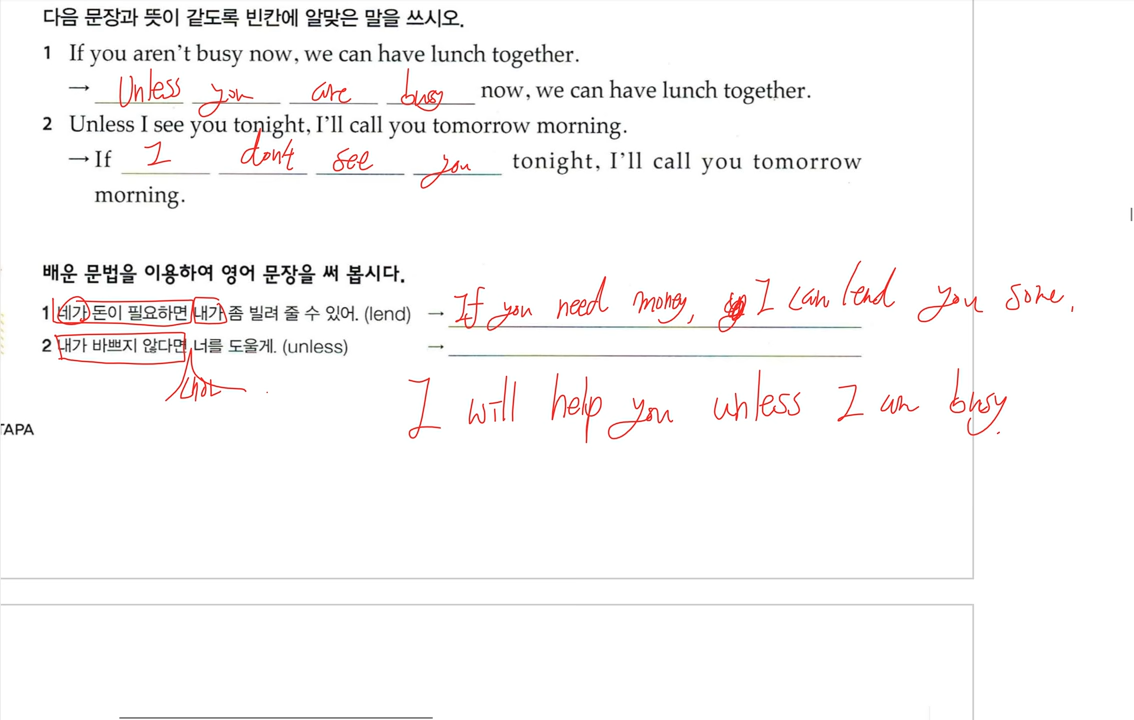 다음 문장과 뜻이 같도록 빈칸에 알맞은 말을 쓰시오.
1 If you aren't busy now, we can have lunch together.
→ Unless you are busy now, we can have lunch together.
2 Unless I see you tonight, I'll call you tomorrow morning.
→ If I don't see you tonight, I'll call you tomorrow
morning.
배운 문법을 이용하여 영어 문장을 써 봅시다.
1 네가 돈이 필요하면 내가 좀 빌려 줄 수 있어. (lend) → If you need money, I can lend you some.
2 내가 바쁘지 않다면, 너를 도울게. (unless) →
I will help you unless I am busy.
TAPA